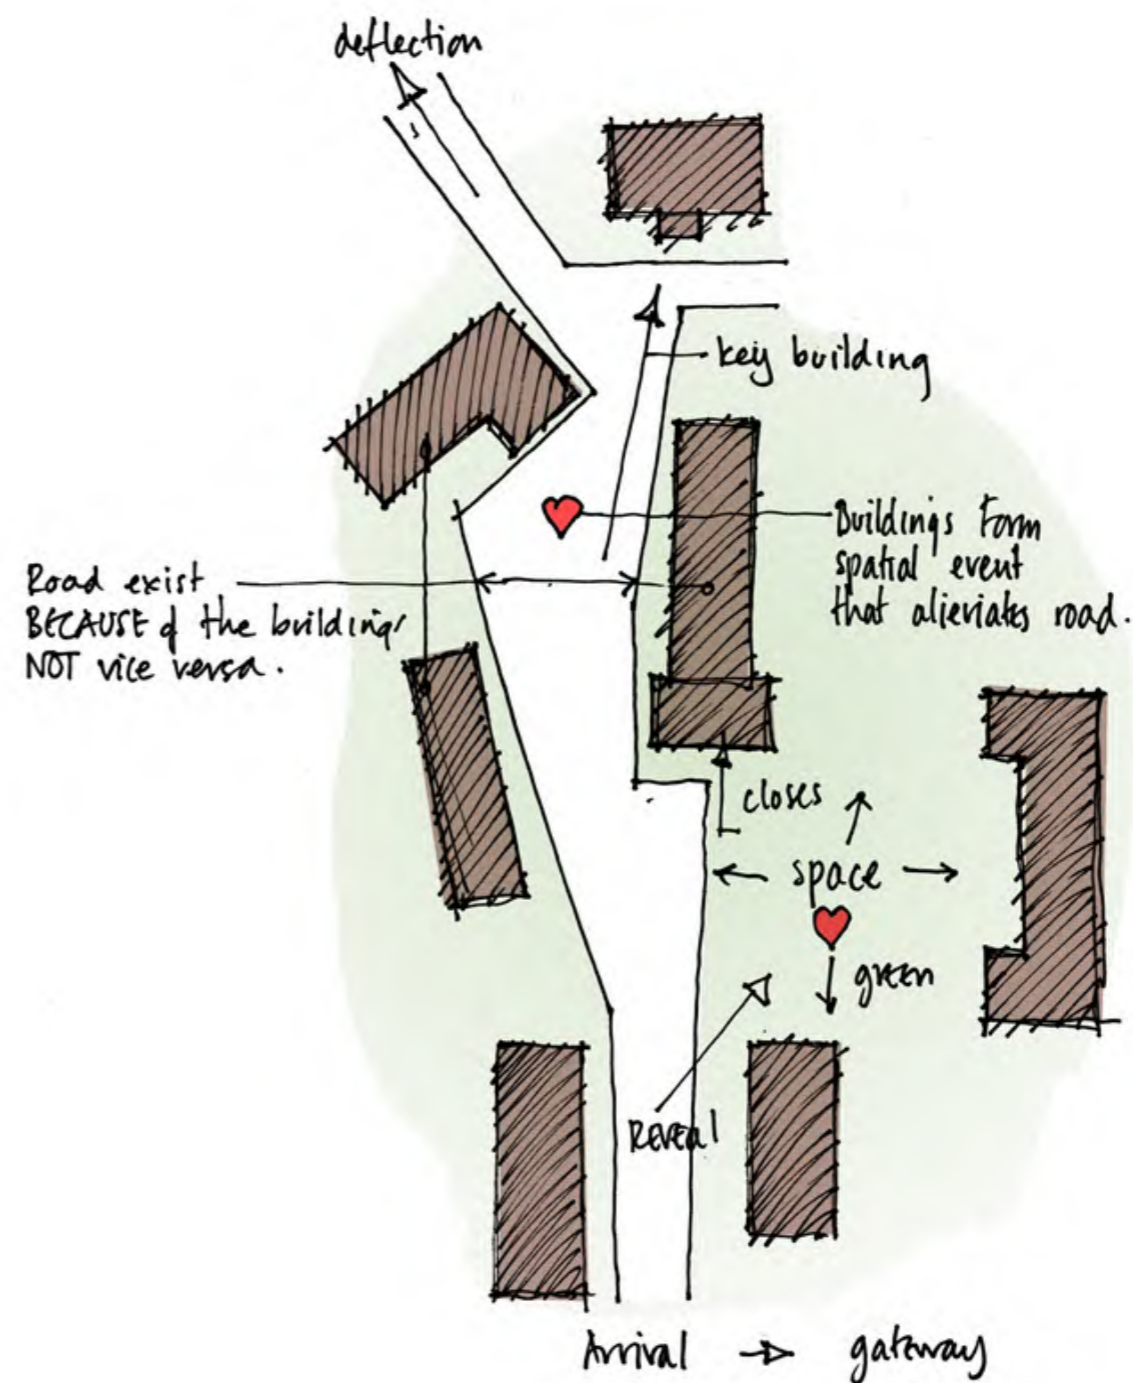 deflection
key building
Buildings Form
spatial event
that alieviates road.
Road exist
BECAUSE of the buildings
NOT vice versa.
closes
space
green
Reveal
Arrival → gateway